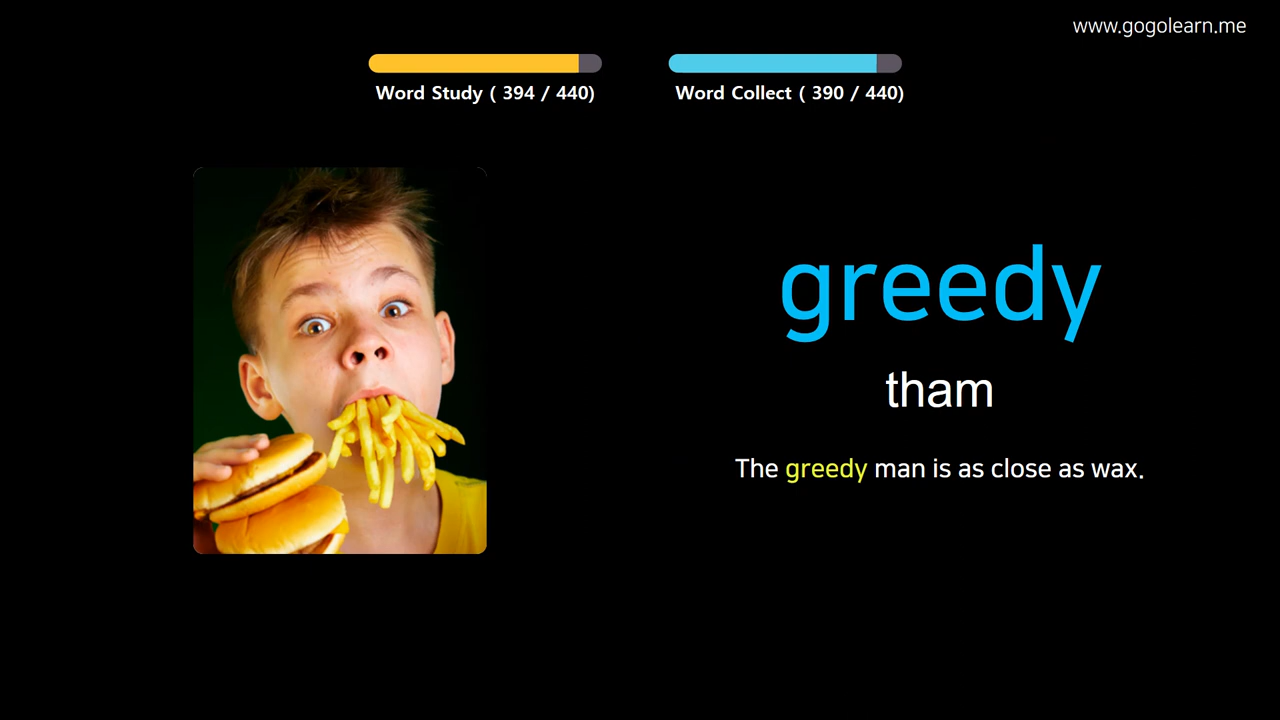 www.gogolearn.me
Word Study ( 394 / 440)
Word Collect ( 390 / 440)
greedy
tham
The greedy man is as close as wax.